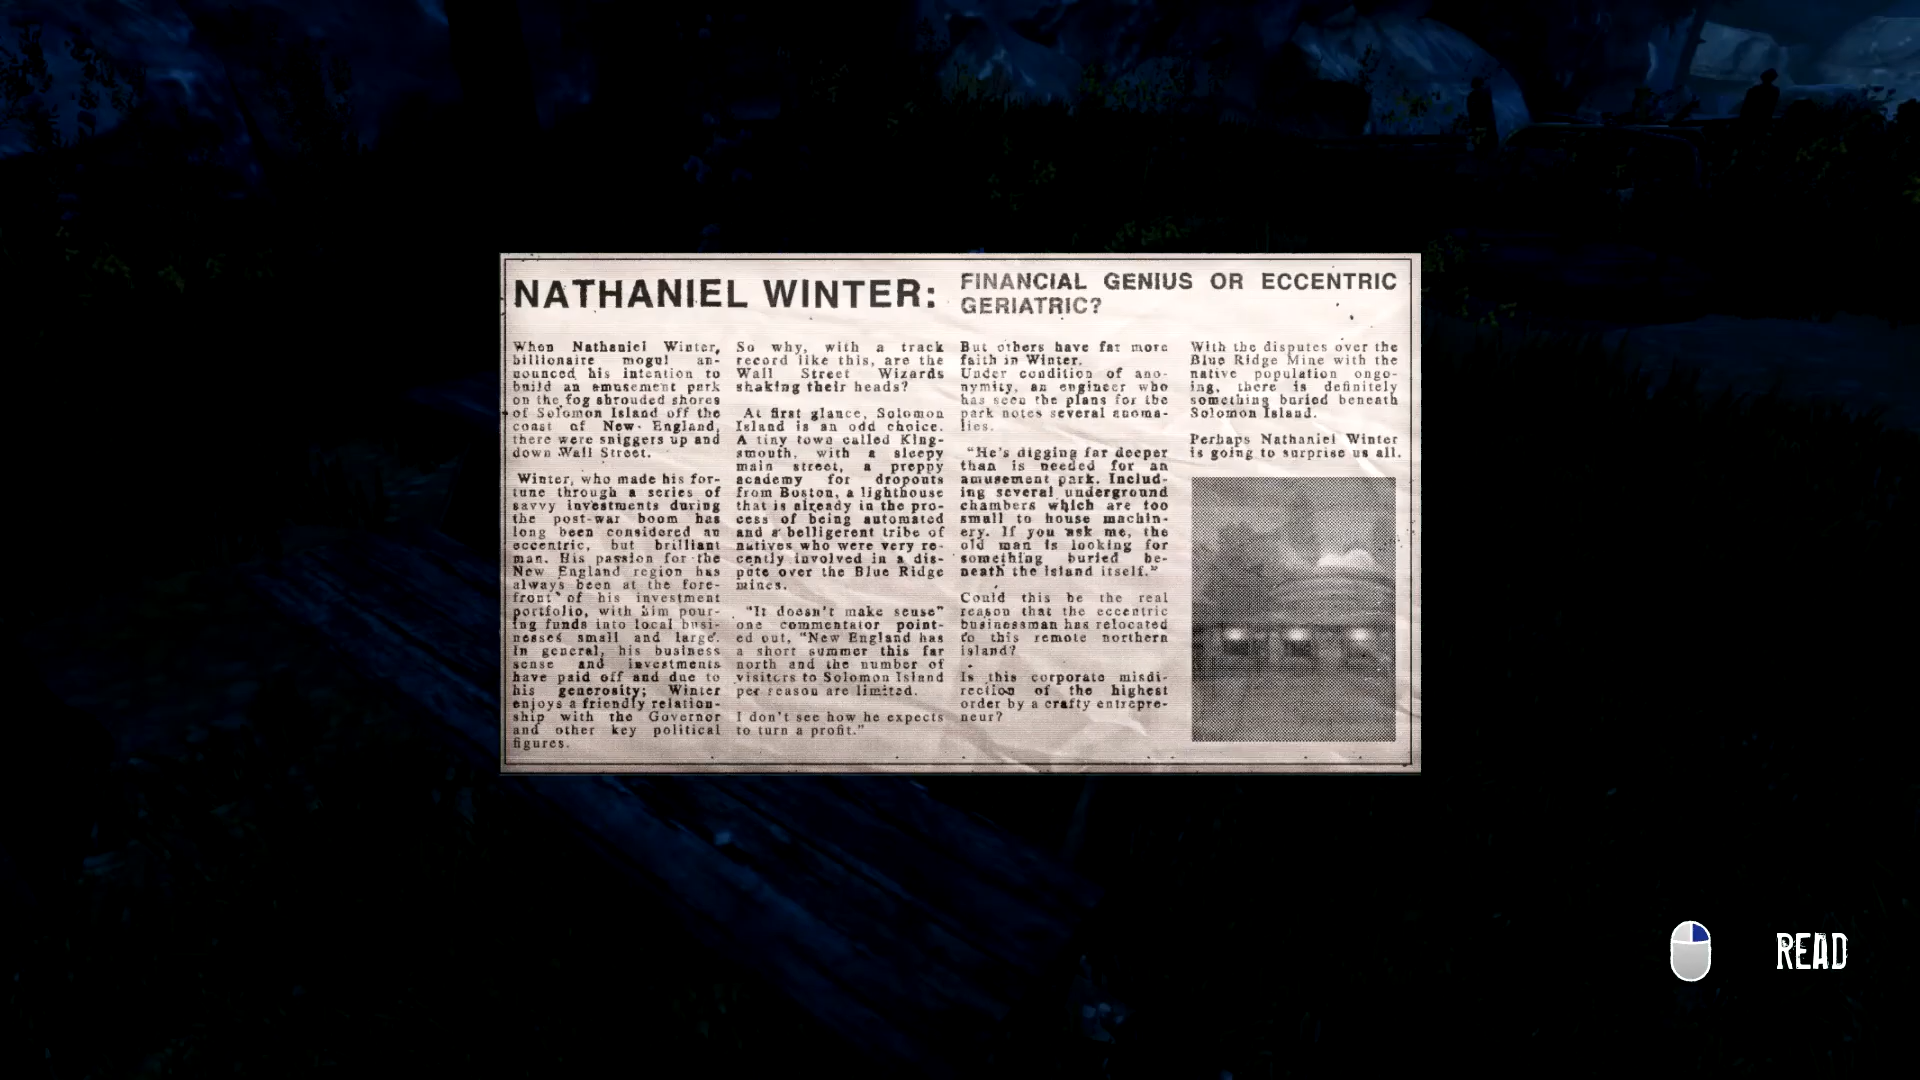 NATHANIEL WINTER:
FINANCIAL GENIUS OR ECCENTRIC
GERIATRIC?
When Nathaniel Winter,
billionaire mogul an-
nounced his intention to
build an amusement park
on the fog shrouded shores
of Solomon Island off the
coast of New England,
there were sniggers up and
down Wall Street.
Winter, who made his for-
tune through a series of
savvy investments during
the post-war boom has
long been considered an
eccentric, but brilliant
man. His passion for the
New England region has
always been at the fore-
front of his investment
portfolio, with him pour-
ing funds into local busi-
nesses small and large.
In general, his business
sense and investments
have paid off and due to
his generosity; Winter
enjoys a friendly relation-
ship with the Governor
and other key political
figures.
So why, with a track
record like this, are the
Wall Street Wizards
shaking their heads?
At first glance, Solomon
Island is an odd choice.
A tiny town called King-
smouth, with a sleepy
main street, a preppy
academy for dropouts
from Boston, a lighthouse
that is already in the pro-
cess of being automated
and a belligerent tribe of
natives who were very re-
cently involved in a dis-
pute over the Blue Ridge
mines.
"It doesn't make sense"
one commentator point-
ed out, "New England has
a short summer this far
north and the number of
visitors to Solomon Island
per reason are limited.
I don't see how he expects
to turn a profit."
But others have far more
faith in Winter.
Under condition of ano-
nymity, an engineer who
has seen the plans for the
park notes several anoma-
lies.
"He's digging far deeper
than is needed for an
amusement park. Includ-
ing several underground
chambers which are too
small to house machin-
ery. If you ask me, the
old man is looking for
something buried be-
neath the island itself."
Could this be the real
reason that the eccentric
businessman has relocated
to this remote northern
island?
Is this corporate misdi-
rection of the highest
order by a crafty entrepre-
neur?
With the disputes over the
Blue Ridge Mine with the
native population ongo-
ing, there is definitely
something buried beneath
Solomon Island.
Perhaps Nathaniel Winter
is going to surprise us all.
READ